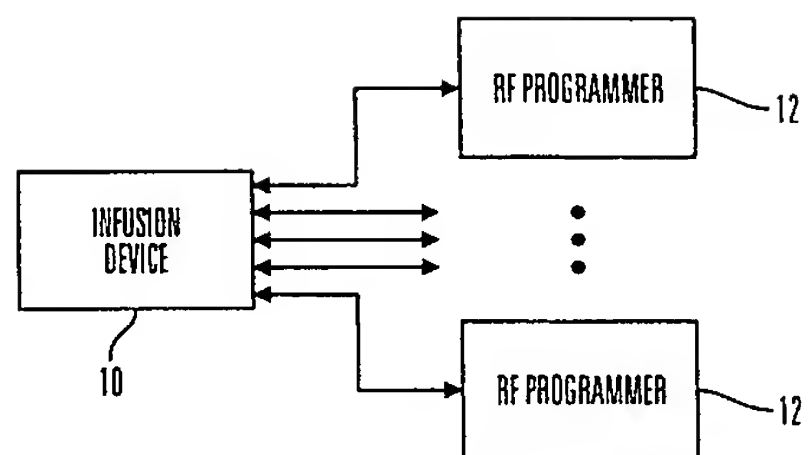 RF PROGRAMMER
12
INFUSION
DEVICE
10
RF PROGRAMMER
12